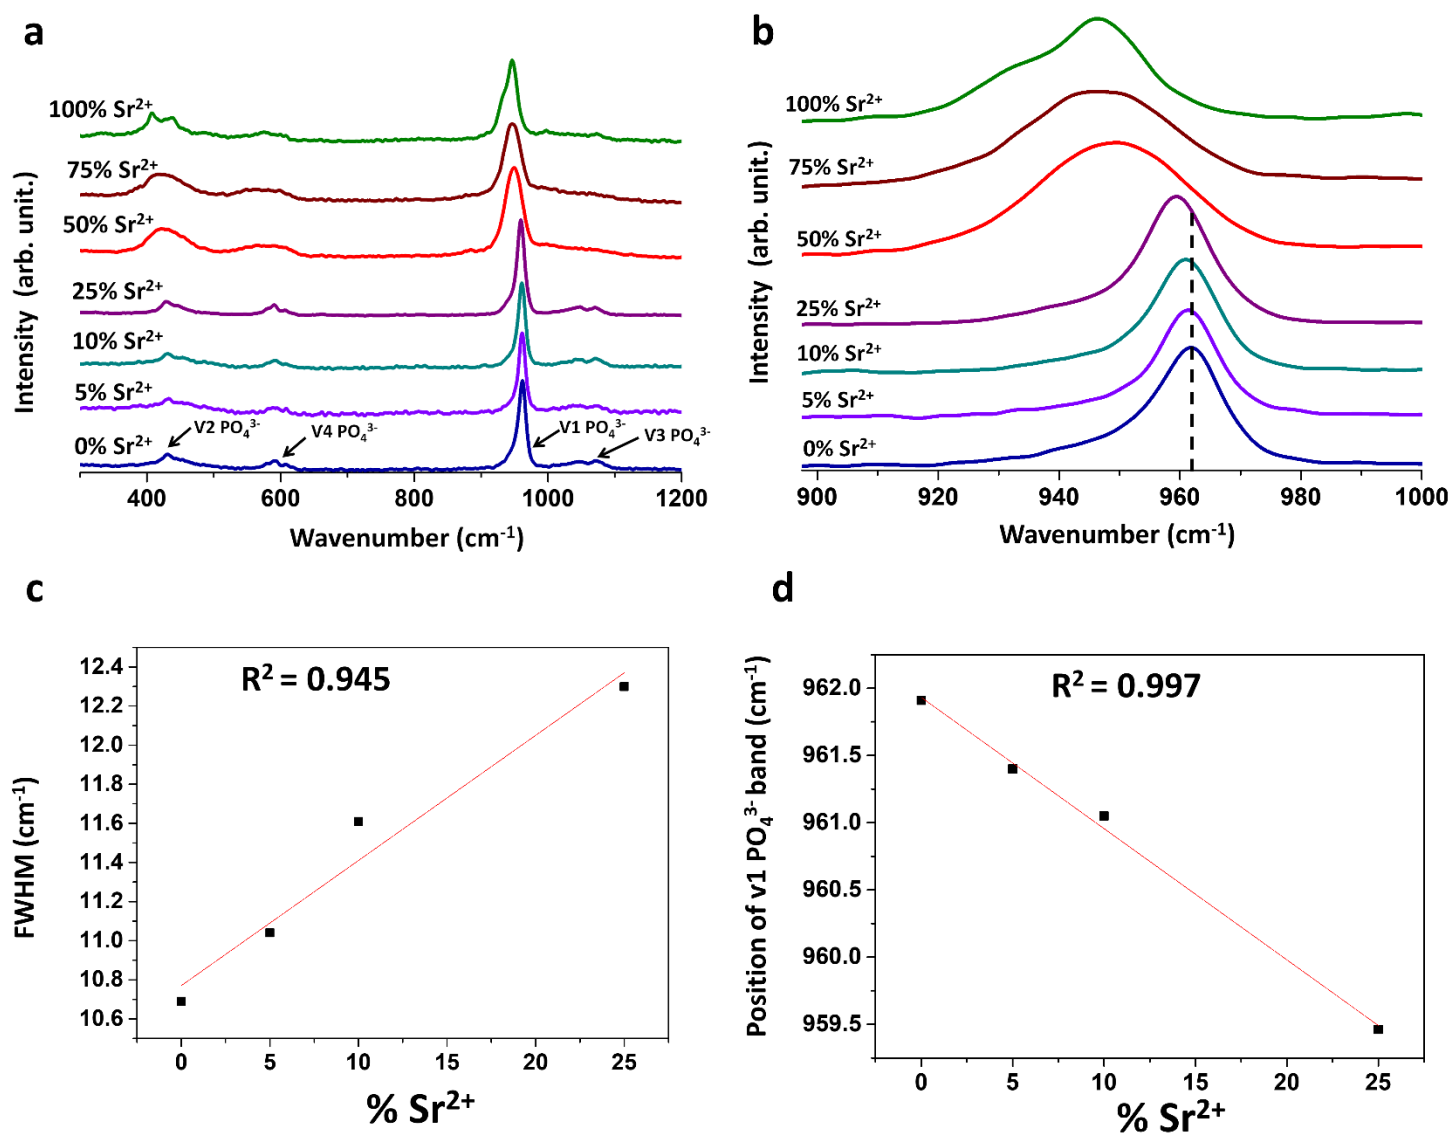 a
100% Sr²⁺
75% Sr²⁺
50% Sr²⁺
25% Sr²⁺
10% Sr²⁺
5% Sr²⁺
0% Sr²⁺
V2 PO₄³⁻
V4 PO₄³⁻
V1 PO₄³⁻
V3 PO₄³⁻
Intensity (arb. unit.)
400 600 800 1000 1200
Wavenumber (cm⁻¹)
b
100% Sr²⁺
75% Sr²⁺
50% Sr²⁺
25% Sr²⁺
10% Sr²⁺
5% Sr²⁺
0% Sr²⁺
Intensity (arb. unit.)
900 920 940 960 980 1000
Wavenumber (cm⁻¹)
c
R² = 0.945
12.4
12.2
12.0
11.8
11.6
11.4
11.2
11.0
10.8
10.6
FWHM (cm⁻¹)
0 5 10 15 20 25
% Sr²⁺
d
R² = 0.997
962.0
961.5
961.0
960.5
960.0
959.5
Position of v1 PO₄³⁻ band (cm⁻¹)
0 5 10 15 20 25
% Sr²⁺